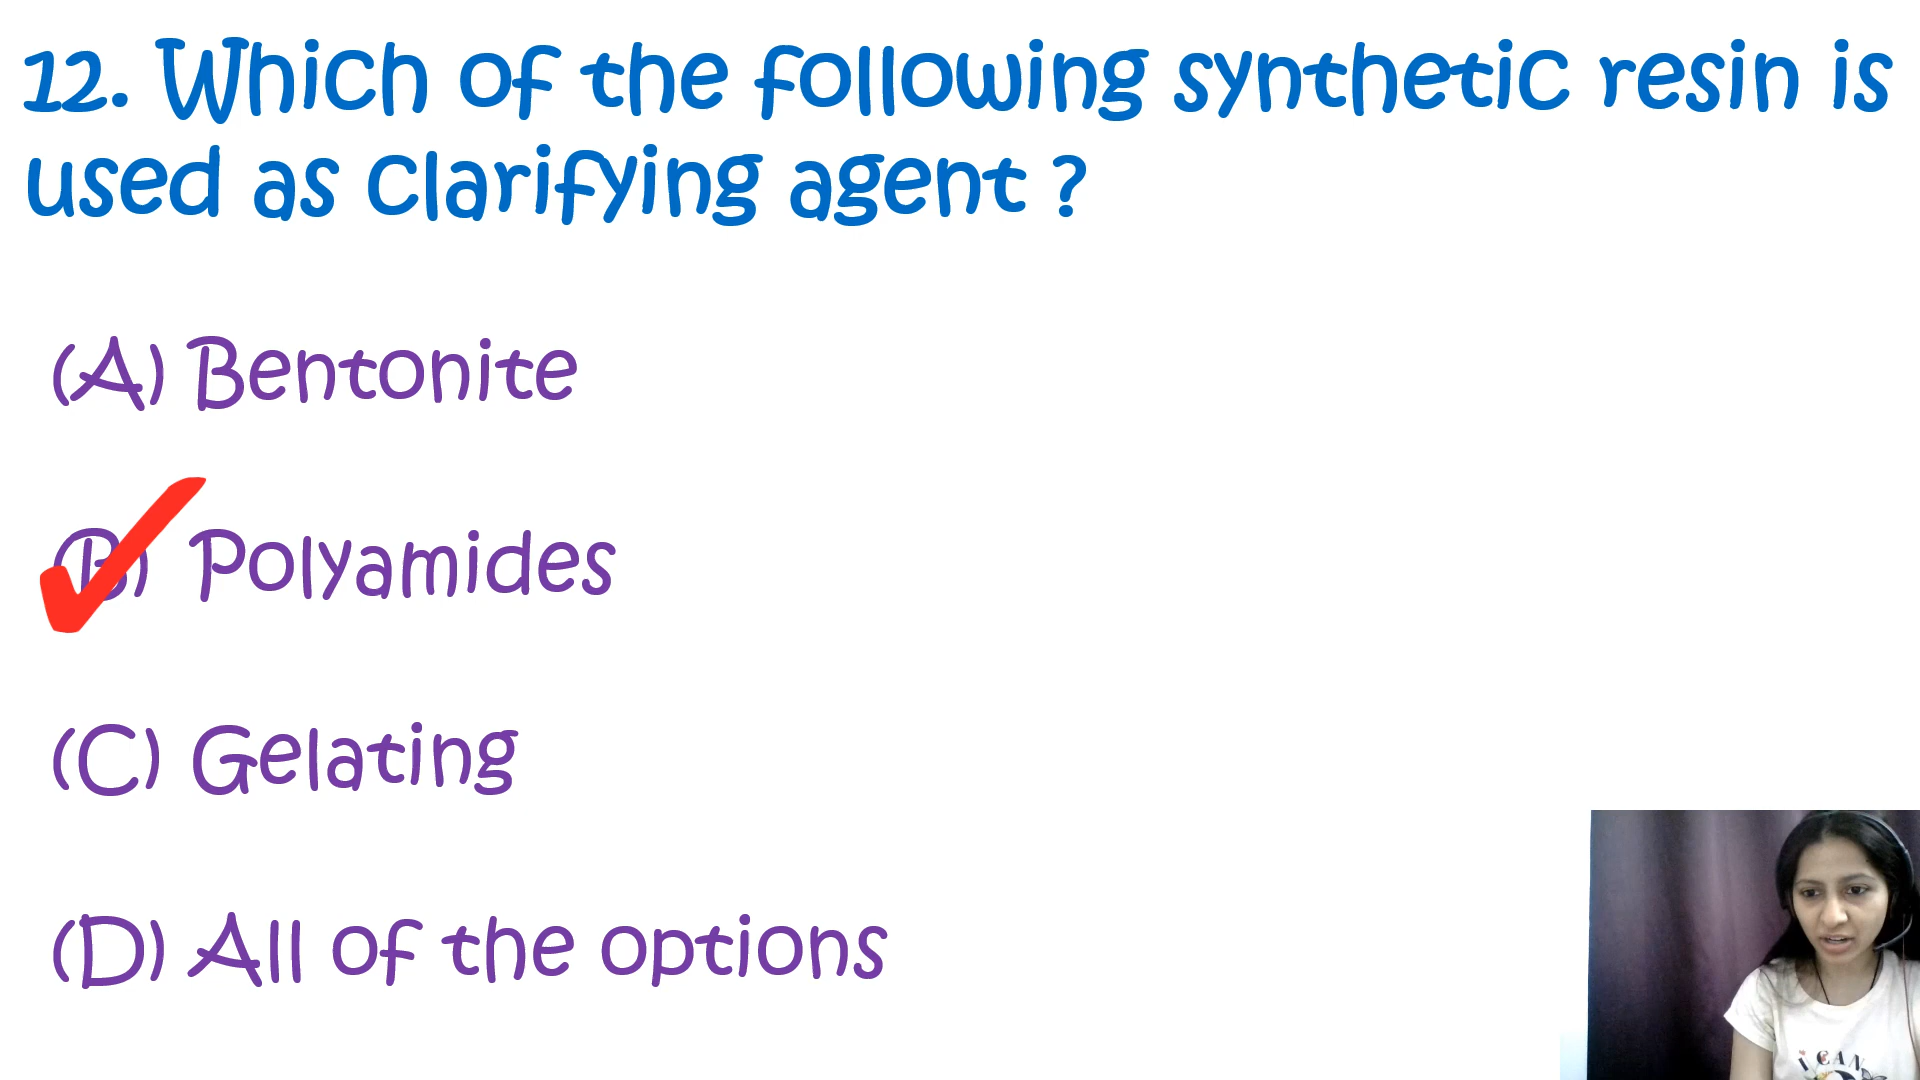 12. Which of the following synthetic resin is
used as clarifying agent ?
(A) Bentonite
(B) Polyamides
(C) Gelating
(D) All of the options
I CAN